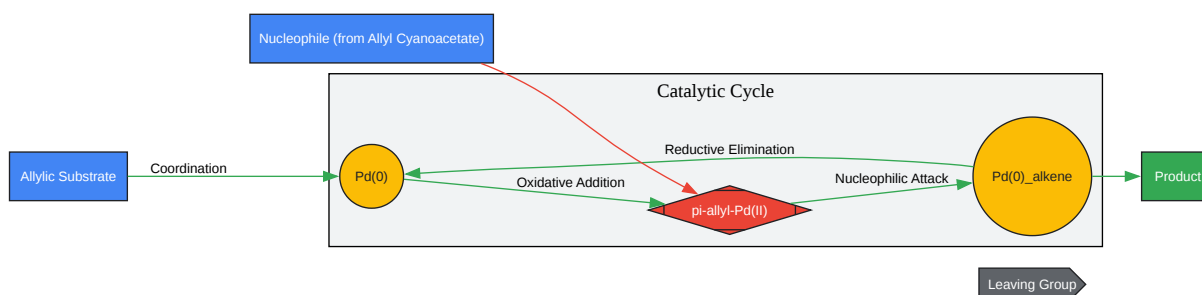 Nucleophile (from Allyl Cyanoacetate)
Catalytic Cycle
Allylic Substrate
Coordination
Pd(0)
Reductive Elimination
Oxidative Addition
pi-allyl-Pd(II)
Nucleophilic Attack
Pd(0)_alkene
Product
Leaving Group